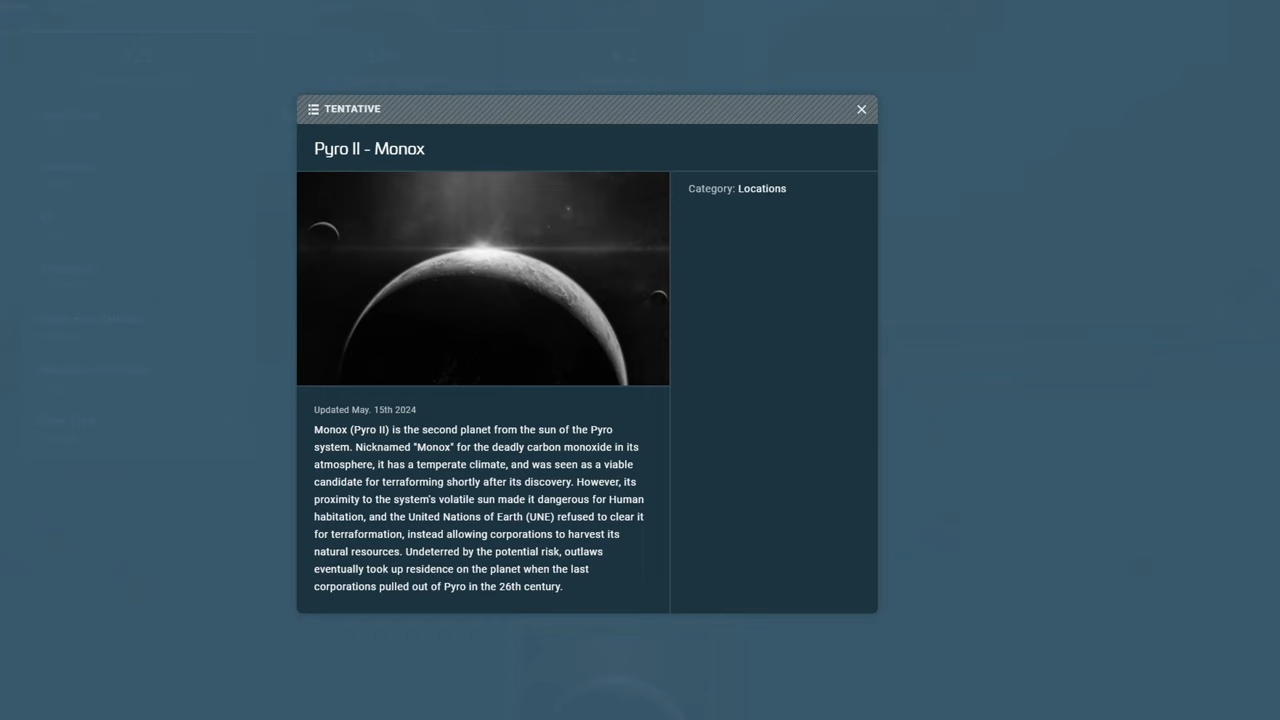 TENTATIVE
Pyro II - Monox
Category: Locations
Updated May. 15th 2024
Monox (Pyro II) is the second planet from the sun of the Pyro
system. Nicknamed "Monox" for the deadly carbon monoxide in its
atmosphere, it has a temperate climate, and was seen as a viable
candidate for terraforming shortly after its discovery. However, its
proximity to the system's volatile sun made it dangerous for Human
habitation, and the United Nations of Earth (UNE) refused to clear it
for terraformation, instead allowing corporations to harvest its
natural resources. Undeterred by the potential risk, outlaws
eventually took up residence on the planet when the last
corporations pulled out of Pyro in the 26th century.